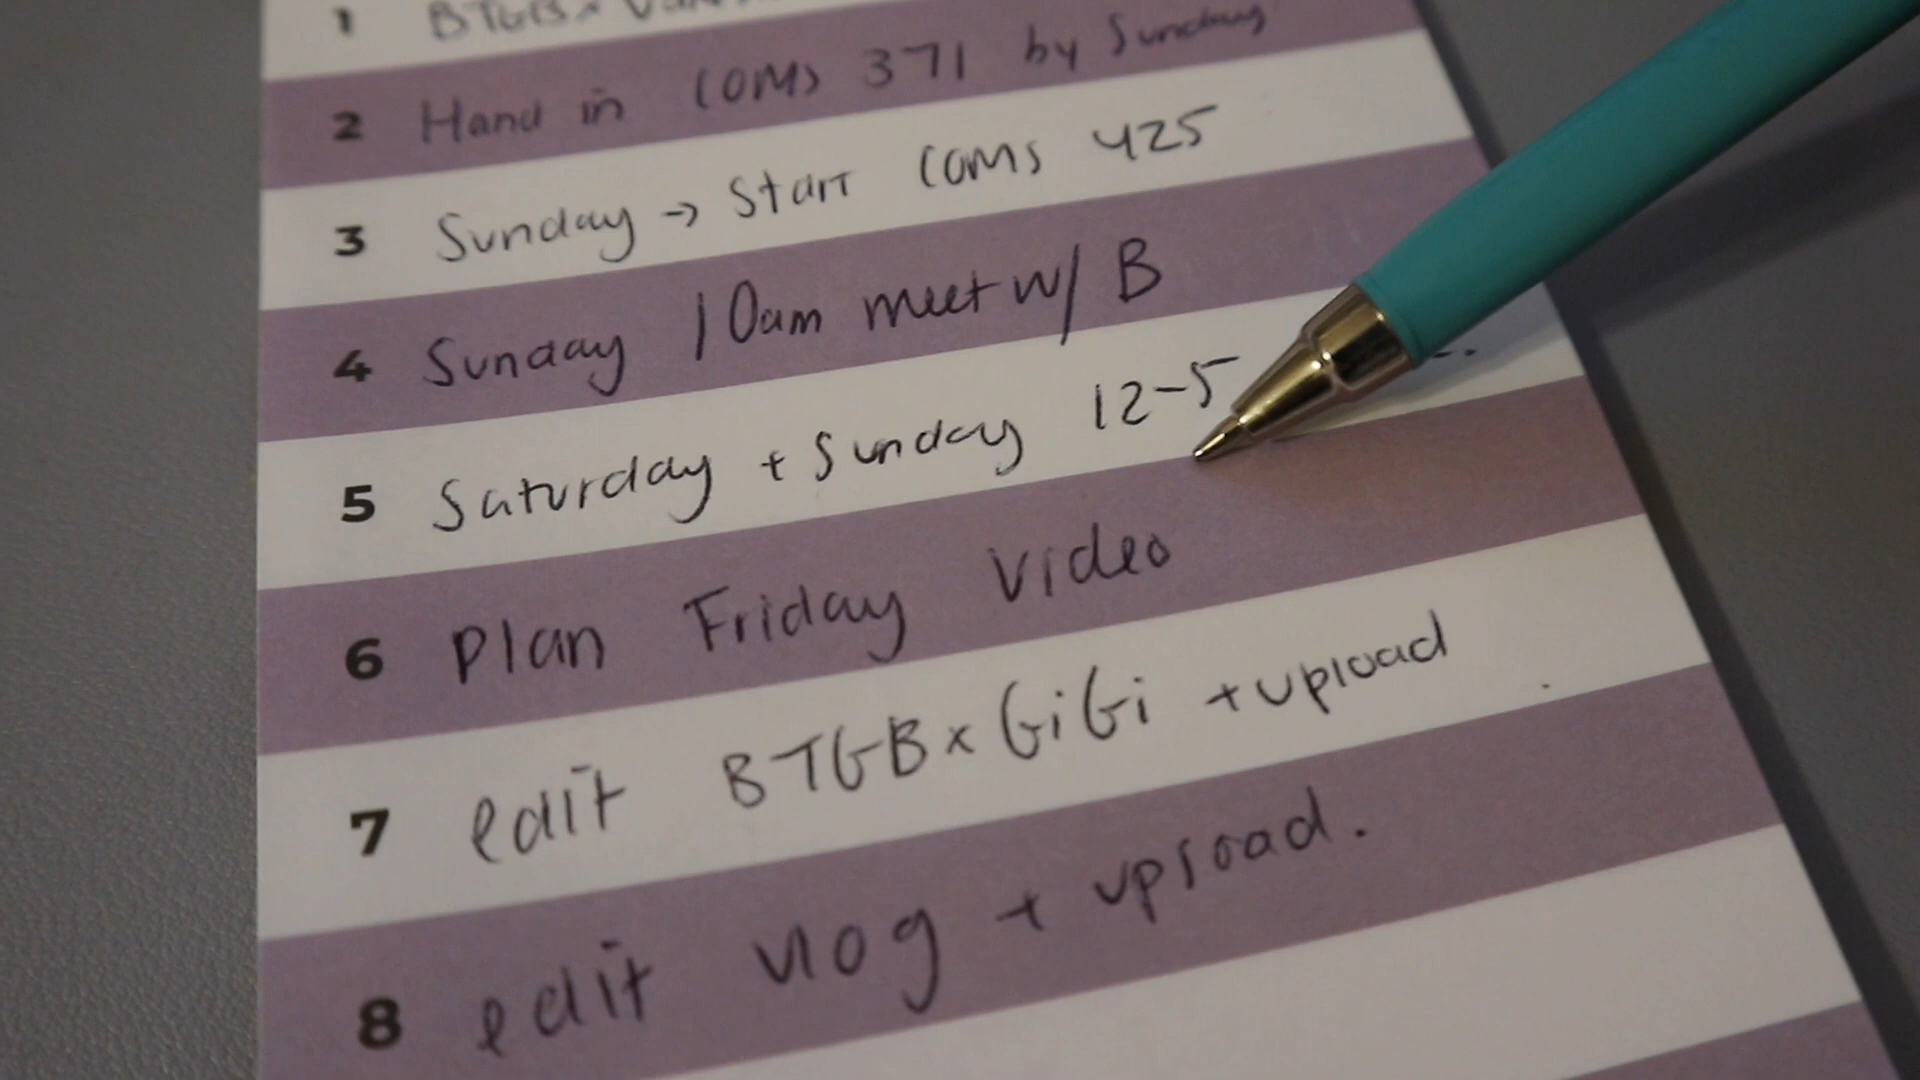 1 BTGB x
2 Hand in COMS 371 by Sunday
3 Sunday → Start COMS 425
4 Sunday 10am meet w/ B
5 Saturday + Sunday 12-5
6 Plan Friday Video
7 edit BTGB x GiGi + upload
8 edit vlog + upload.